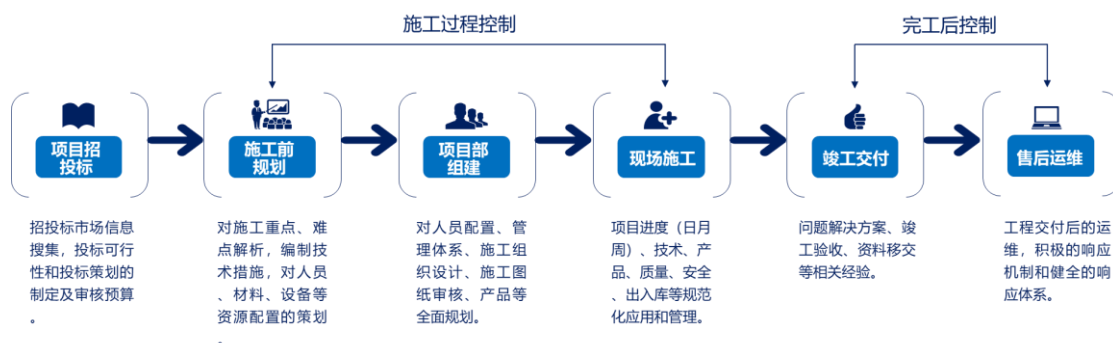 施工过程控制
完工后控制
项目招
投标
施工前
规划
项目部
组建
现场施工
竣工交付
售后运维
招投标市场信息
搜集，投标可行
性和投标策划的
制定及审核预算
。
对施工重点、难
点解析，编制技
术措施，对人员
、材料、设备等
资源配置的策划
。
对人员配置、管
理体系、施工组
织设计、施工图
纸审核、产品等
全面规划。
项目进度（日月
周）、技术、产
品、质量、安全
、出入库等规范
化应用和管理。
问题解决方案、竣
工验收、资料移交
等相关经验。
工程交付后的运
维，积极的响应
机制和健全的响
应体系。